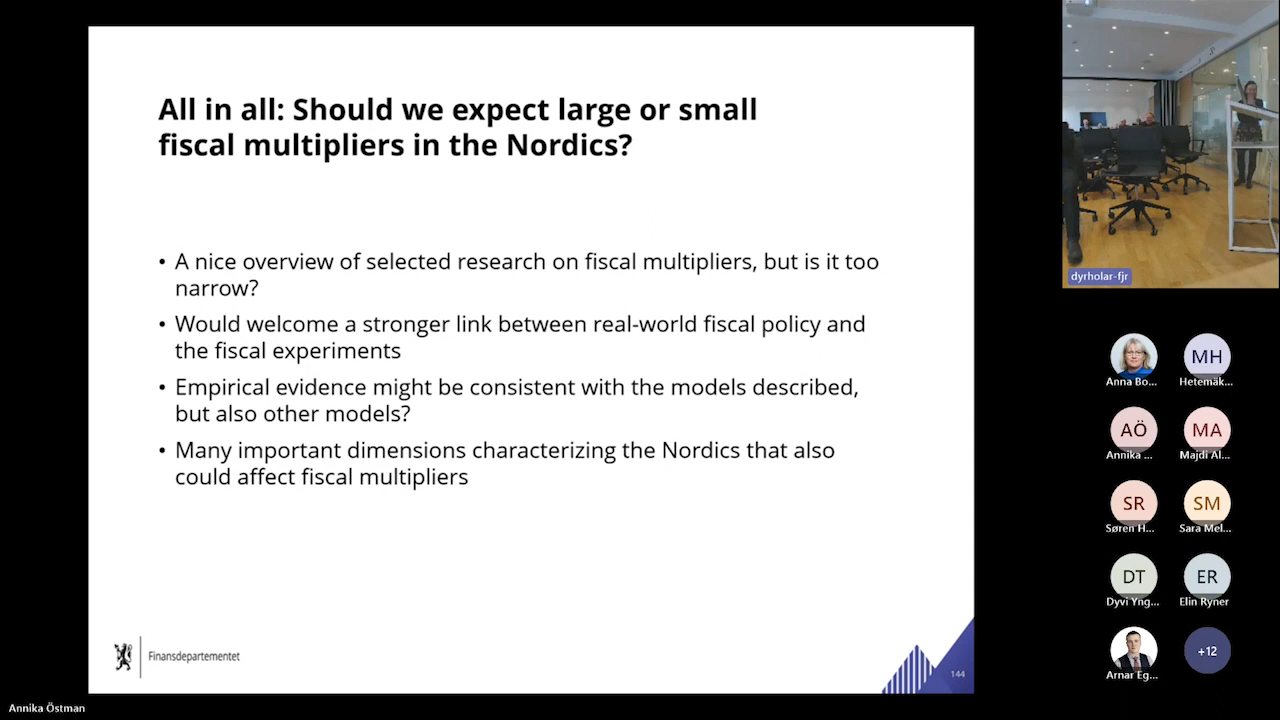 All in all: Should we expect large or small
fiscal multipliers in the Nordics?
• A nice overview of selected research on fiscal multipliers, but is it too
narrow?
• Would welcome a stronger link between real-world fiscal policy and
the fiscal experiments
• Empirical evidence might be consistent with the models described,
but also other models?
• Many important dimensions characterizing the Nordics that also
could affect fiscal multipliers
Finansdepartementet
144
dyrholar-fjr
MH
Anna Bo...
Hetemäk...
AÖ
MA
Annika ...
Majdi Al...
SR
SM
Søren H...
Sara Mel...
DT
ER
Dyvi Yng...
Elin Ryner
+12
Arnar Eg...
Annika Östman